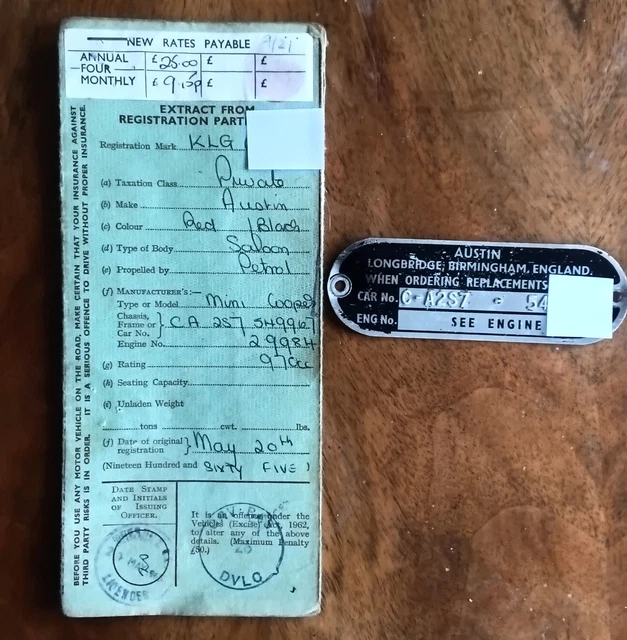 NEW RATES PAYABLE
ANNUAL £25.00 £ £
FOUR MONTHLY £9.15p £ £
EXTRACT FROM
REGISTRATION PART
Registration Mark KLG
(a) Taxation Class Private
(b) Make Austin
(c) Colour Red / Black
(d) Type of Body Saloon
(e) Propelled by Petrol
(f) MANUFACTURER'S:—
Type or Model Mini Cooper
Chassis, Frame or Car No. CA 2S7 549967
Engine No. 29984
(g) Rating 970cc
(h) Seating Capacity
(i) Unladen Weight
tons cwt. lbs.
(j) Date of original registration } May 20th
(Nineteen Hundred and SIXTY FIVE )
DATE STAMP
AND INITIALS
OF ISSUING
OFFICER.
It is an offence under the
Vehicles (Excise) Act, 1962,
to alter any of the above
details. (Maximum Penalty
£50.)
DVLC
BEFORE YOU USE ANY MOTOR VEHICLE ON THE ROAD, MAKE CERTAIN THAT YOUR INSURANCE AGAINST
THIRD PARTY RISKS IS IN ORDER. IT IS A SERIOUS OFFENCE TO DRIVE WITHOUT PROPER INSURANCE.
AUSTIN
LONGBRIDGE, BIRMINGHAM, ENGLAND.
WHEN ORDERING REPLACEMENTS
CAR No. C-A2S7 54
ENG No. SEE ENGINE